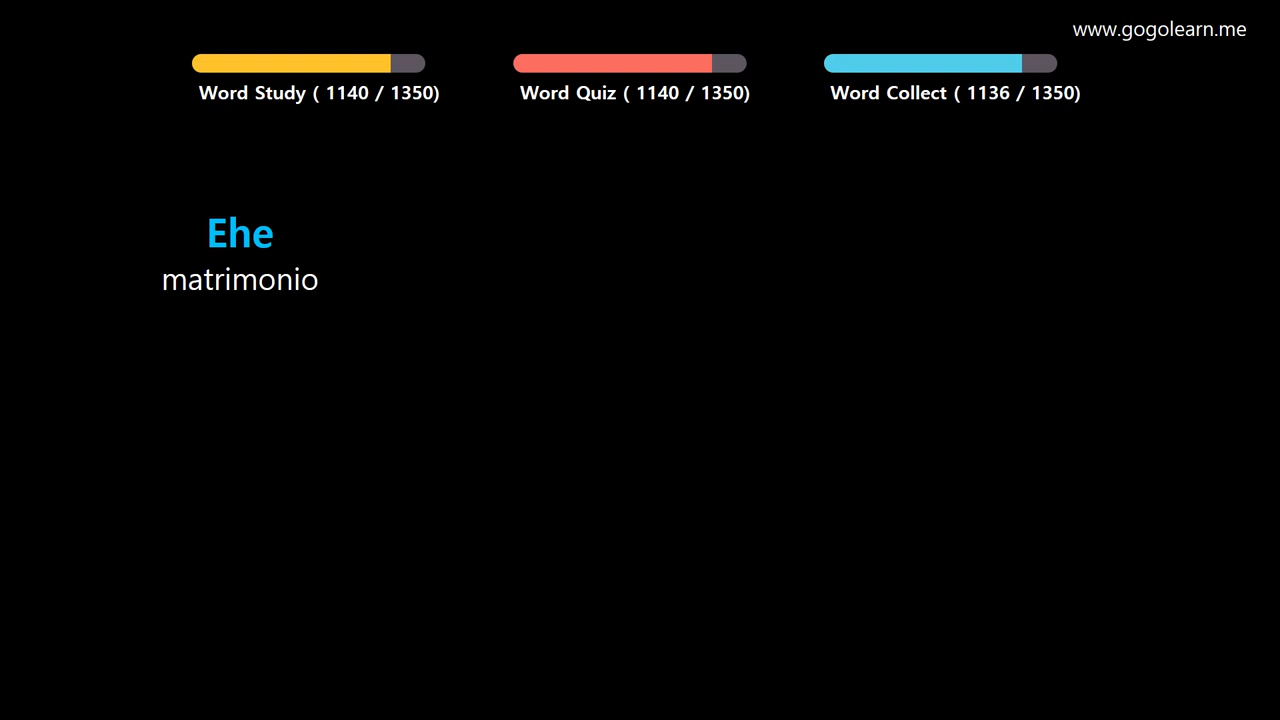 www.gogolearn.me
Word Study ( 1140 / 1350)
Word Quiz ( 1140 / 1350)
Word Collect ( 1136 / 1350)
Ehe
matrimonio